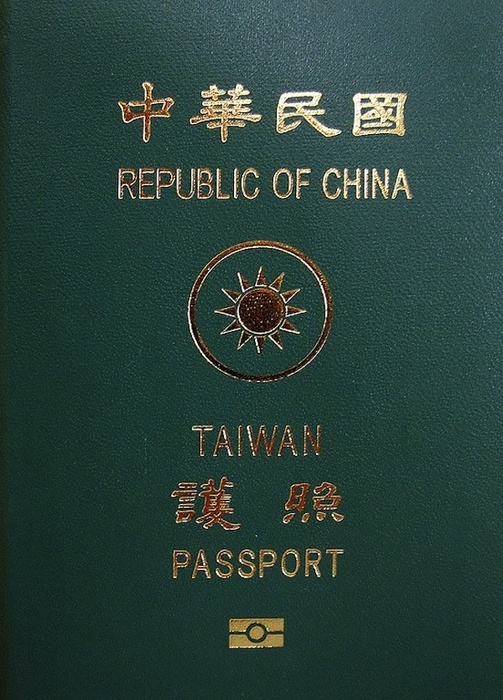 中華民國
REPUBLIC OF CHINA
TAIWAN
護照
PASSPORT